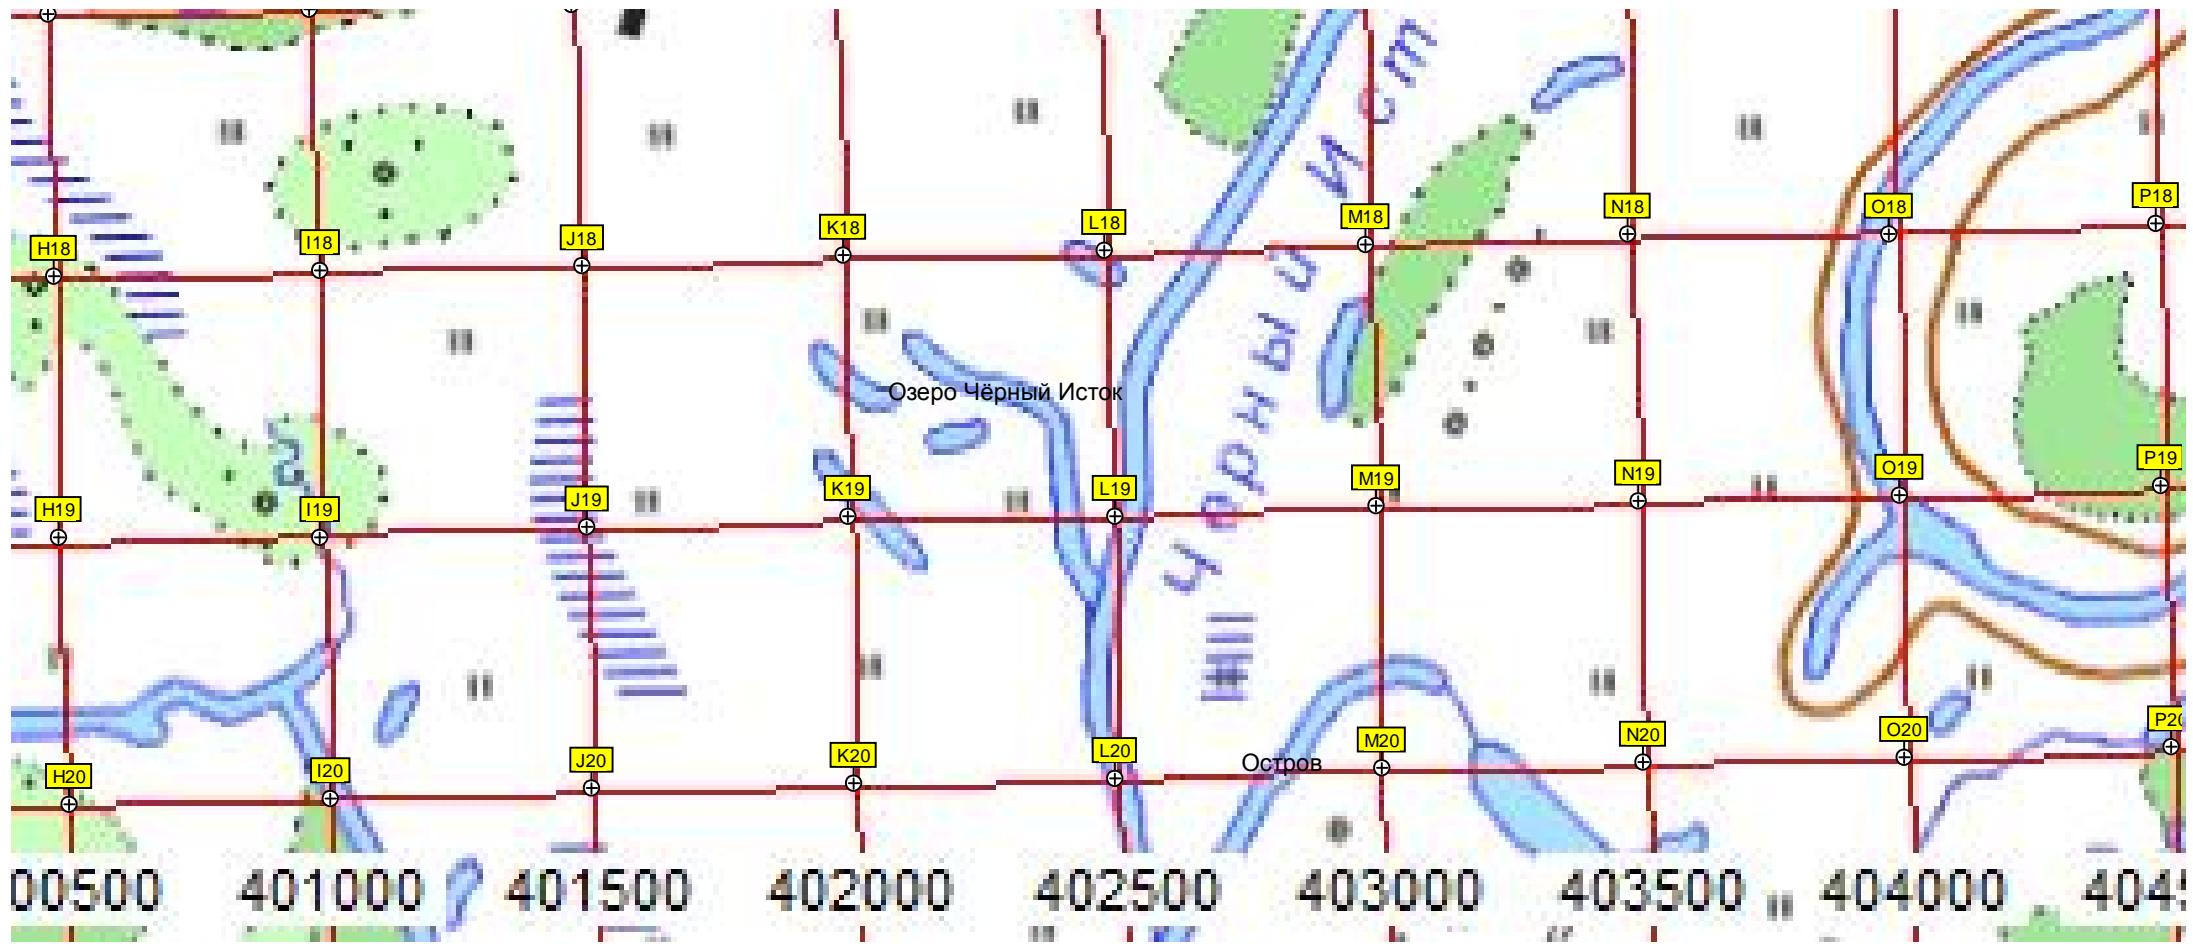 Черный Ист
H18 I18 J18 K18 L18 M18 N18 O18 P18
Озеро Чёрный Исток
H19 I19 J19 K19 L19 M19 N19 O19 P19
H20 I20 J20 K20 L20 M20 N20 O20 P20
Остров
00500 401000 401500 402000 402500 403000 403500 404000 4045